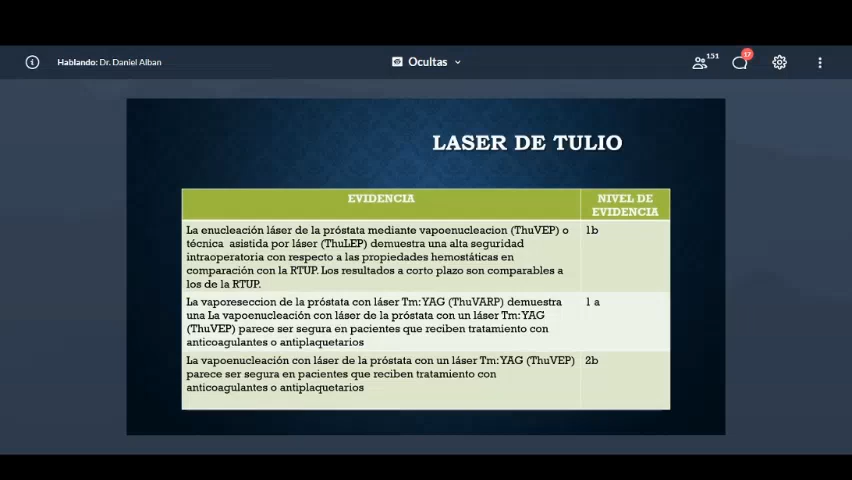 Hablando: Dr. Daniel Alban
Ocultas
151
17
LASER DE TULIO
EVIDENCIA
NIVEL DE
EVIDENCIA
La enucleación láser de la próstata mediante vapoenucleacion (ThuVEP) o
técnica asistida por láser (ThuLEP) demuestra una alta seguridad
intraoperatoria con respecto a las propiedades hemostáticas en
comparación con la RTUP. Los resultados a corto plazo son comparables a
los de la RTUP.
1b
La vaporeseccion de la próstata con láser Tm:YAG (ThuVARP) demuestra
una La vapoenucleación con láser de la próstata con un láser Tm:YAG
(ThuVEP) parece ser segura en pacientes que reciben tratamiento con
anticoagulantes o antiplaquetarios
1 a
La vapoenucleación con láser de la próstata con un láser Tm:YAG (ThuVEP)
parece ser segura en pacientes que reciben tratamiento con
anticoagulantes o antiplaquetarios
2b